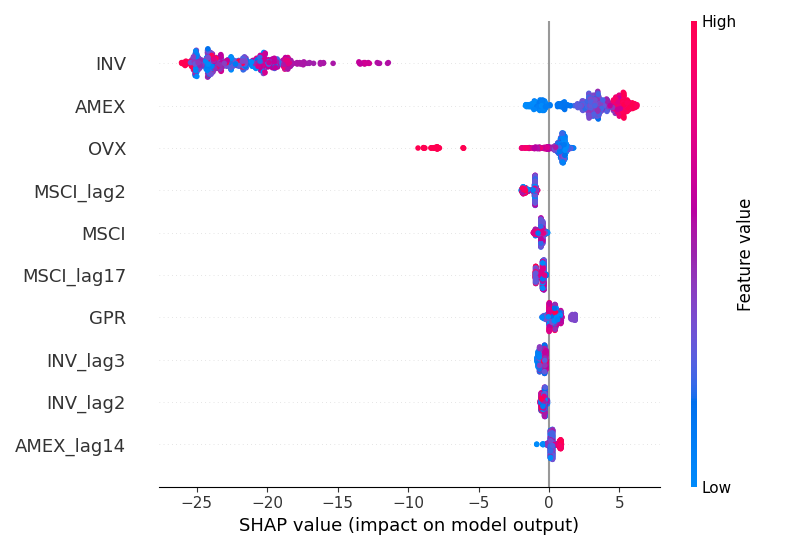 High
INV
AMEX
OVX
MSCI_lag2
MSCI
MSCI_lag17
GPR
INV_lag3
INV_lag2
AMEX_lag14
Feature value
Low
−25 −20 −15 −10 −5 0 5
SHAP value (impact on model output)